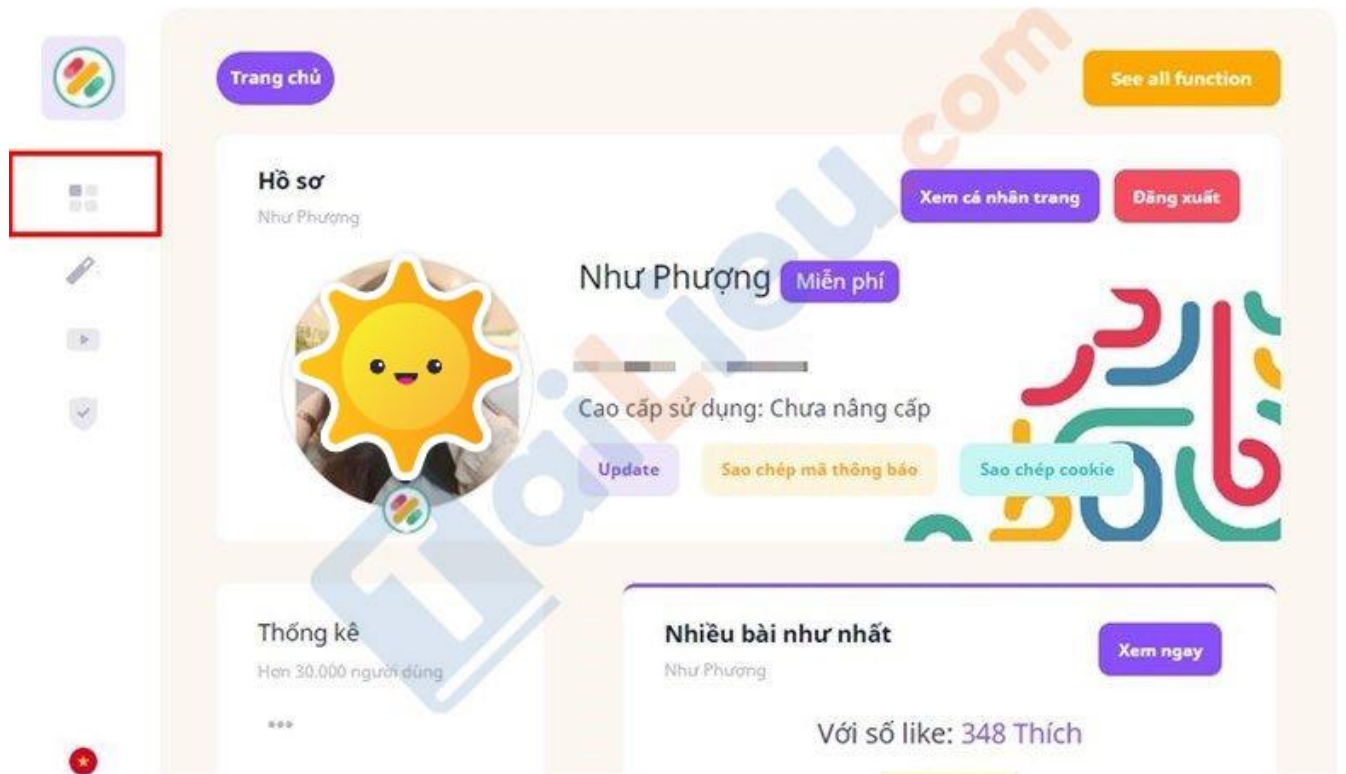 Trang chủ
See all function
Hồ sơ
Như Phượng
Xem cá nhân trang
Đăng xuất
Như Phượng Miễn phí
Cao cấp sử dụng: Chưa nâng cấp
Update
Sao chép mã thông báo
Sao chép cookie
Thống kê
Hơn 30.000 người dùng
Nhiều bài như nhất
Như Phượng
Xem ngay
Với số like: 348 Thích
TaiLieu.com